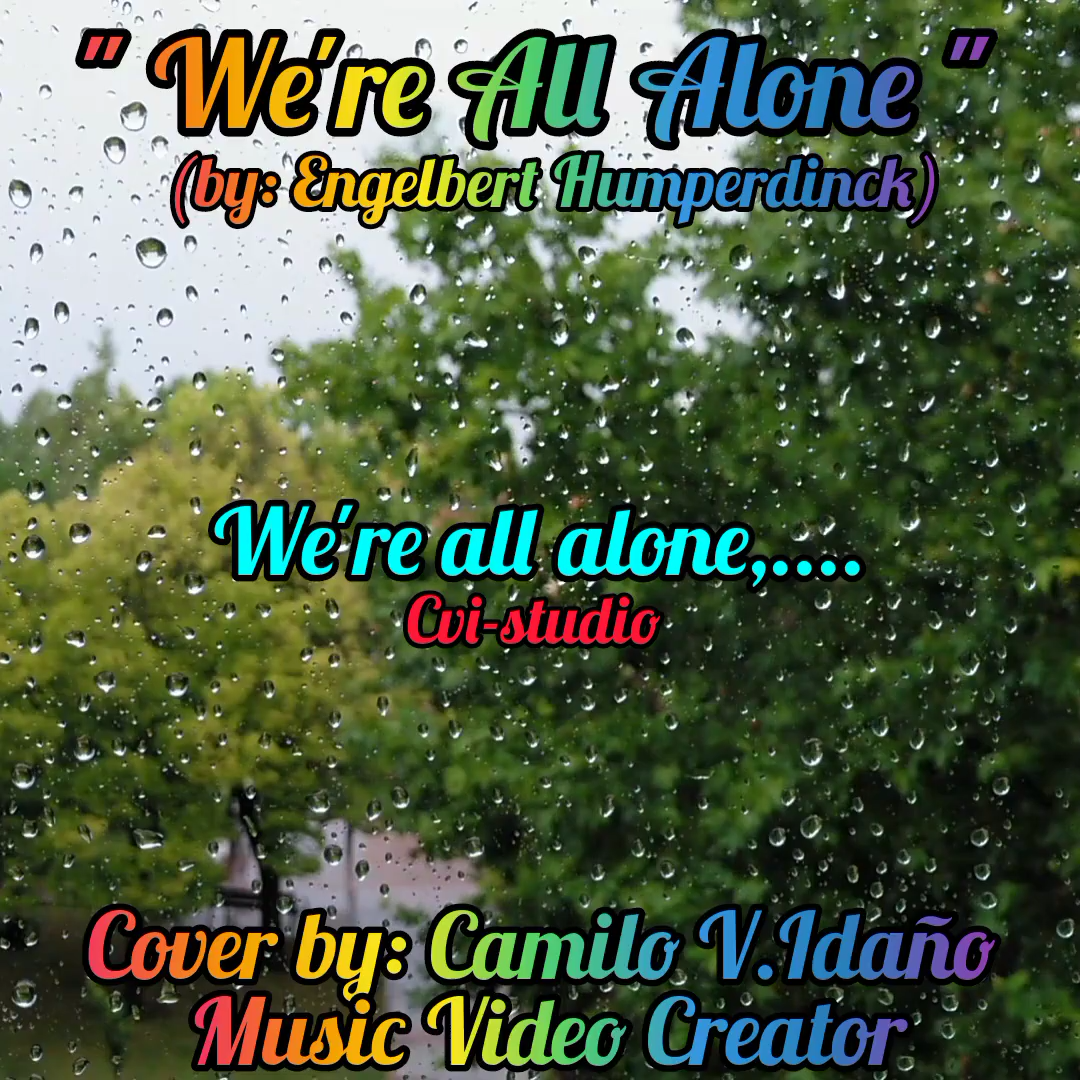 " We're All Alone "
(by: Engelbert Humperdinck)
We're all alone,....
Cvi-studio
Cover by: Camilo V.Idaño
Music Video Creator